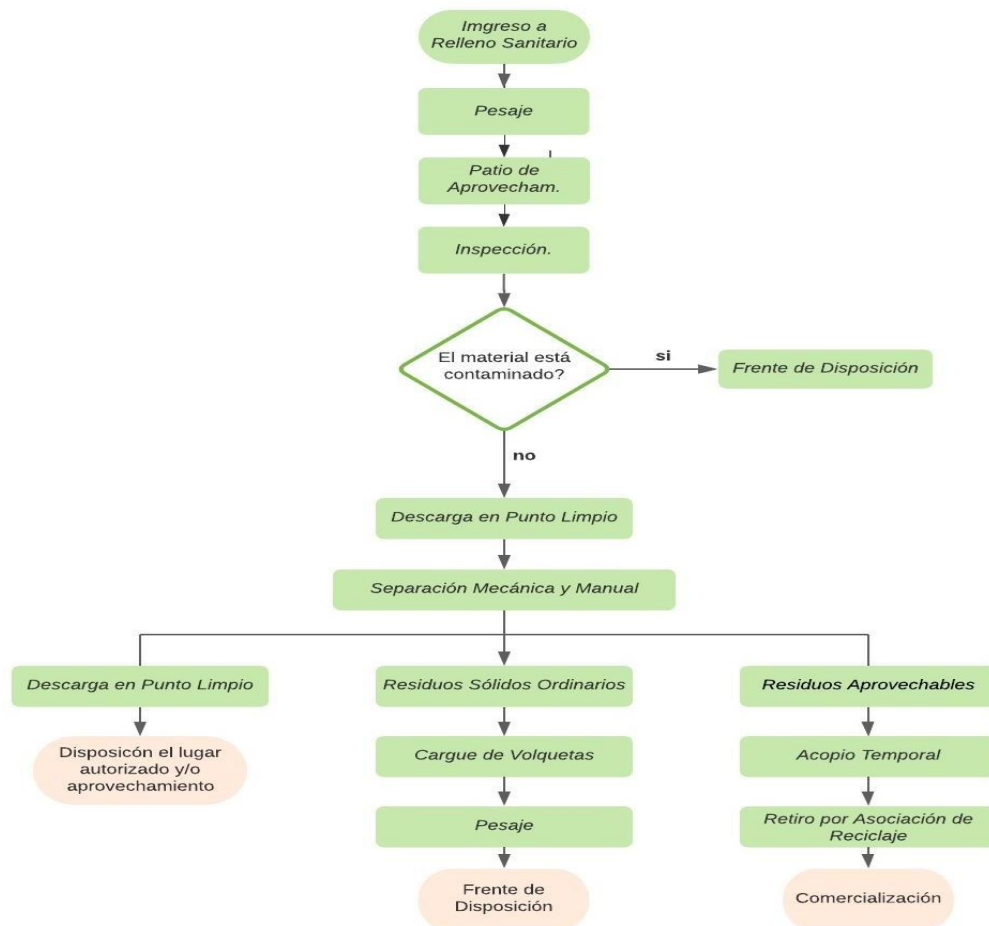 Imgreso a
Relleno Sanitario
Pesaje
Patio de
Aprovecham.
Inspección.
El material está
contaminado?
si
Frente de Disposición
no
Descarga en Punto Limpio
Separación Mecánica y Manual
Descarga en Punto Limpio
Residuos Sólidos Ordinarios
Residuos Aprovechables
Disposicón el lugar
autorizado y/o
aprovechamiento
Cargue de Volquetas
Acopio Temporal
Pesaje
Retiro por Asociación de
Reciclaje
Frente de
Disposición
Comercialización